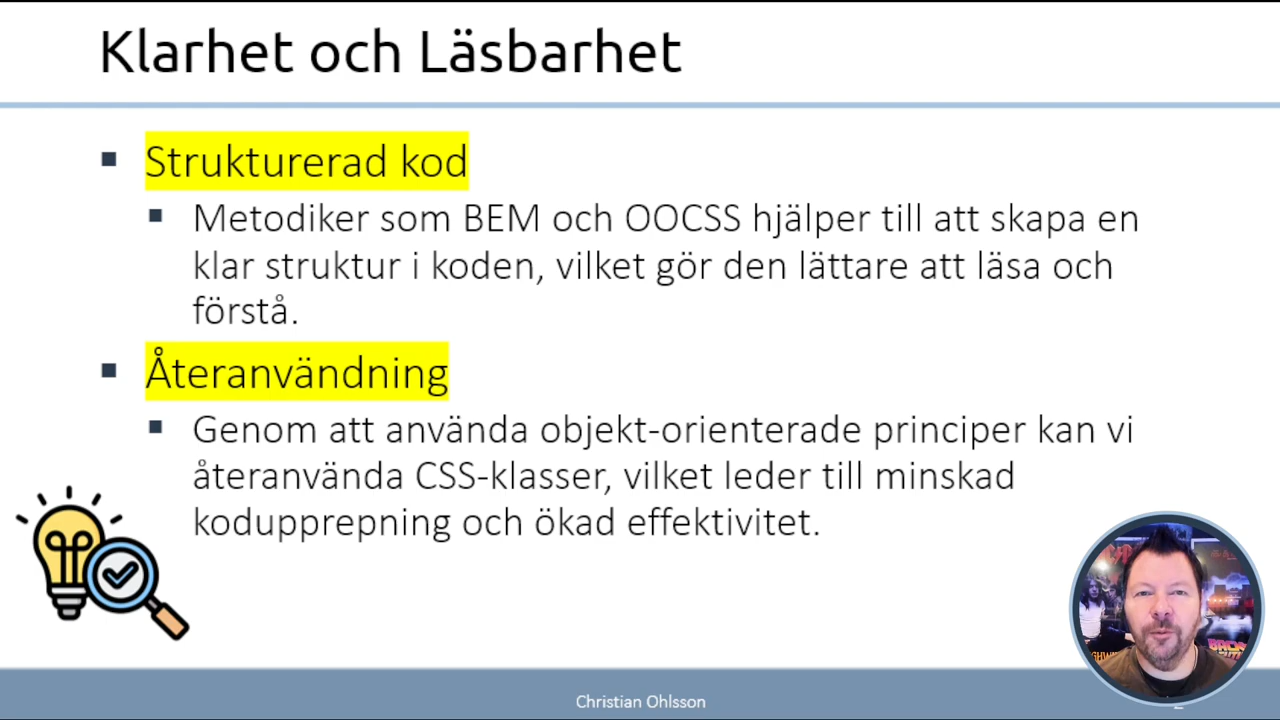 Klarhet och Läsbarhet
Strukturerad kod
Metodiker som BEM och OOCSS hjälper till att skapa en
klar struktur i koden, vilket gör den lättare att läsa och
förstå.
Återanvändning
Genom att använda objekt-orienterade principer kan vi
återanvända CSS-klasser, vilket leder till minskad
kodupprepning och ökad effektivitet.
Christian Ohlsson